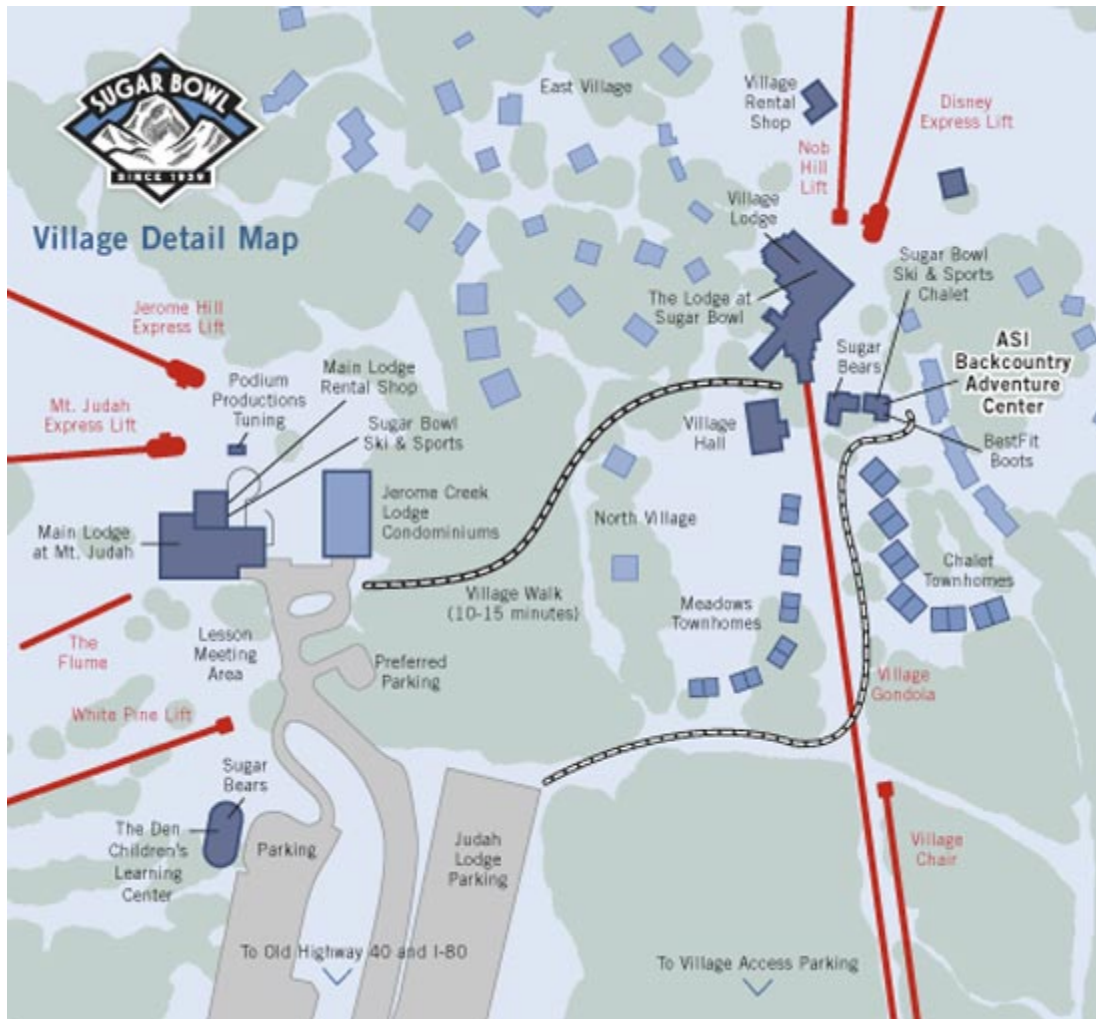 SUGAR BOWL
SINCE 1939
Village Detail Map
East Village
Village
Rental
Shop
Disney
Express Lift
Nob
Hill
Lift
Village
Lodge
Sugar Bowl
Ski & Sports
Chalet
The Lodge at
Sugar Bowl
Jerome Hill
Express Lift
Main Lodge
Rental Shop
Podium
Productions
Tuning
Mt. Judah
Express Lift
Sugar Bowl
Ski & Sports
Sugar
Bears
ASI
Backcountry
Adventure
Center
Village
Hall
BestFit
Boots
Jerome Creek
Lodge
Condominiums
North Village
Main Lodge
at Mt. Judah
Village Walk
(10-15 minutes)
Meadows
Townhomes
Chalet
Townhomes
The
Flume
Lesson
Meeting
Area
Preferred
Parking
Village
Gondola
White Pine Lift
Sugar
Bears
The Den
Children's
Learning
Center
Parking
Judah
Lodge
Parking
Village
Chair
To Old Highway 40 and I-80
To Village Access Parking